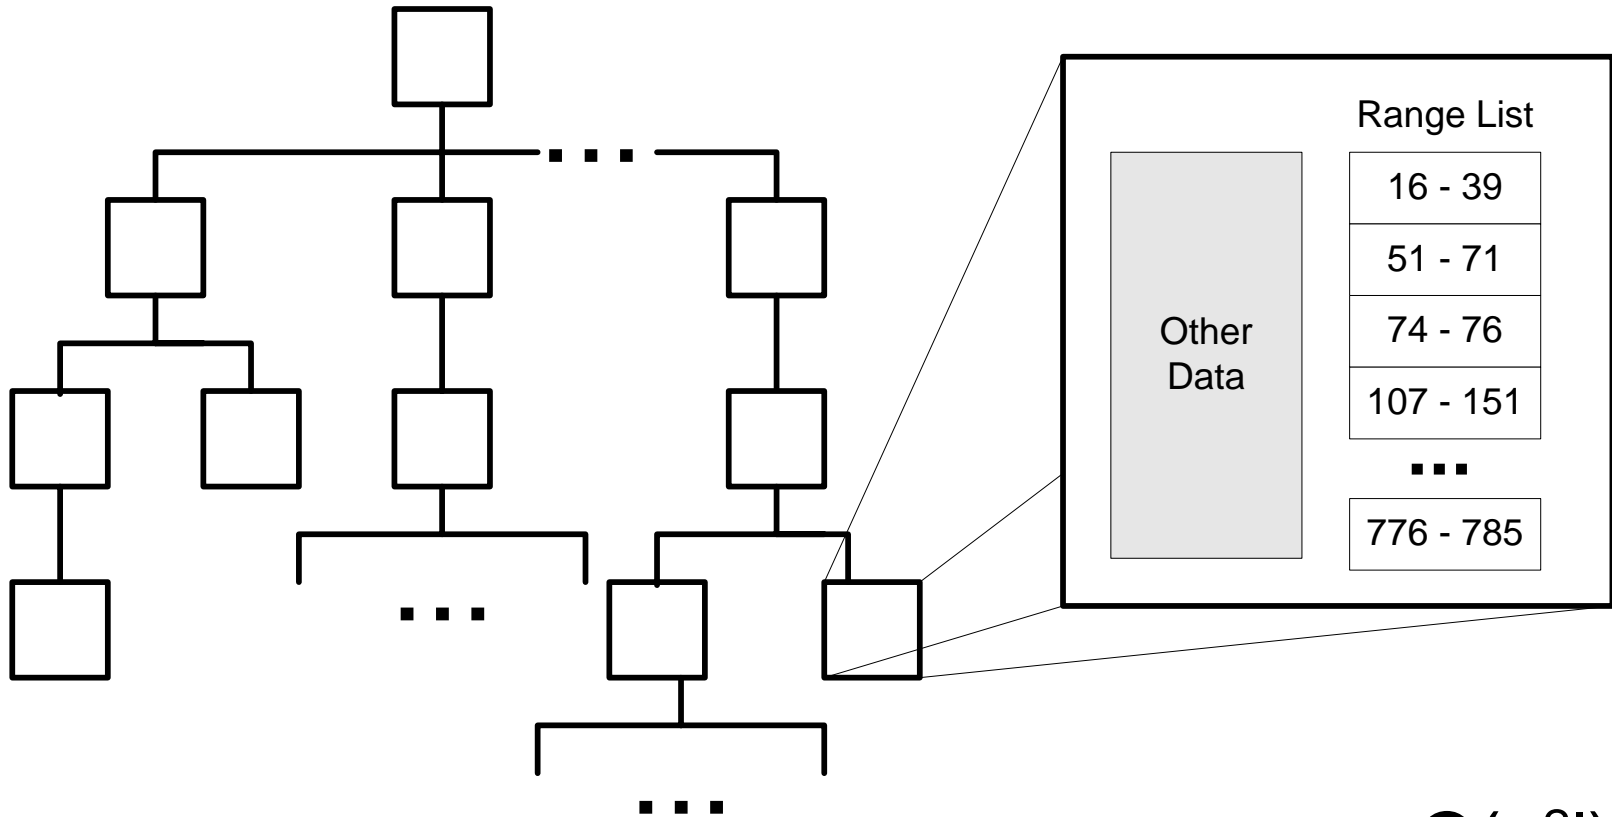 Range List
16 - 39
51 - 71
74 - 76
107 - 151
...
776 - 785
Other
Data
...
...
...